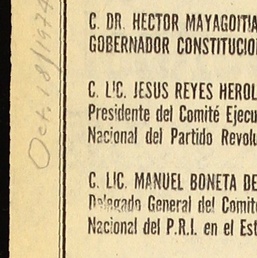 Oct. 18/1974
C. DR. HECTOR MAYAGOITIA
GOBERNADOR CONSTITUCIO
C. LIC. JESUS REYES HEROL
Presidente del Comité Ejecu
Nacional del Partido Revolu
C. LIC. MANUEL BONETA DE
Delegado General del Comit
Nacional del P.R.I. en el Est